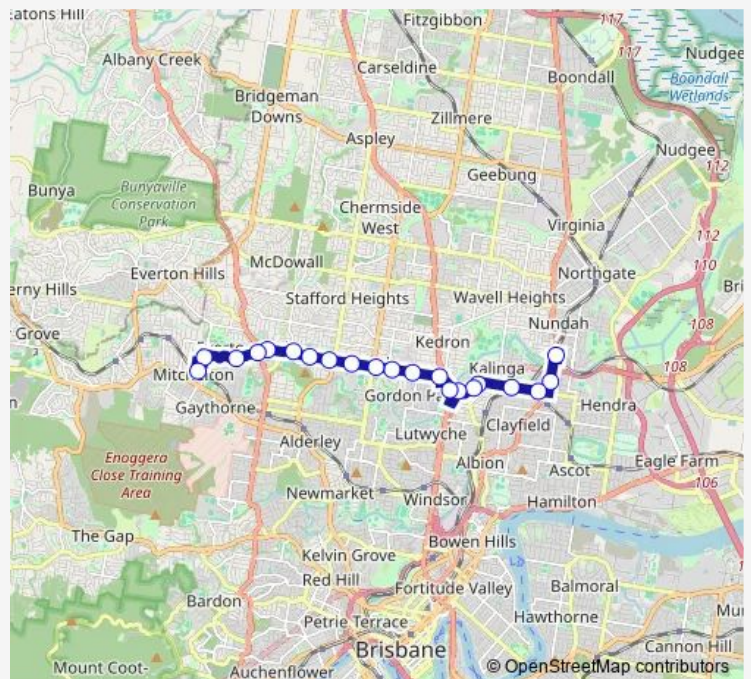 Eatons Hill
Fitzgibbon
117
Albany Creek
Carseldine
117
Nudgee
Boondall
Boondall
Wetlands
Bridgeman
Downs
Zillmere
Aspley
Nudgee
112
Geebung
Bunya
Bunyaville
Conservation
Park
Chermside
West
Virginia
112
McDowall
110
Everton Hills
Northgate
erny Hills
Stafford Heights
Wavell Heights
Bri
Nundah
108
Grove
Kedron
Kalinga
108
Gaythorne
Gordon
Hendra
Clayfield
Lutwyche
Alderley
Enoggera
Close Training
Area
Albion
Ascot
Eagle Farm
106
Newmarket
Windsor
Hamilton
The Gap
Bowen Hills
Kelvin Grove
Red Hill
Fortitude Valley
Balmoral
Bardon
Hawthorne
Petrie Terrace
Cannon Hill
Brisbane
Mount Coot-
Auchenflower
© OpenStreetMap contributors